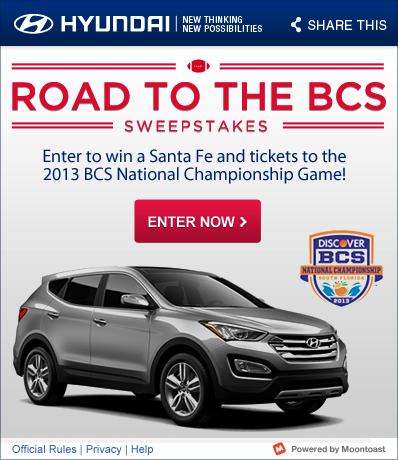 HYUNDAI
NEW THINKING
NEW POSSIBILITIES
SHARE THIS
ROAD TO THE BCS
SWEEPSTAKES
Enter to win a Santa Fe and tickets to the
2013 BCS National Championship Game!
ENTER NOW >
DISCOVER
BCS
NATIONAL CHAMPIONSHIP
SOUTH FLORIDA
2013
Official Rules | Privacy | Help
Powered by Moontoast